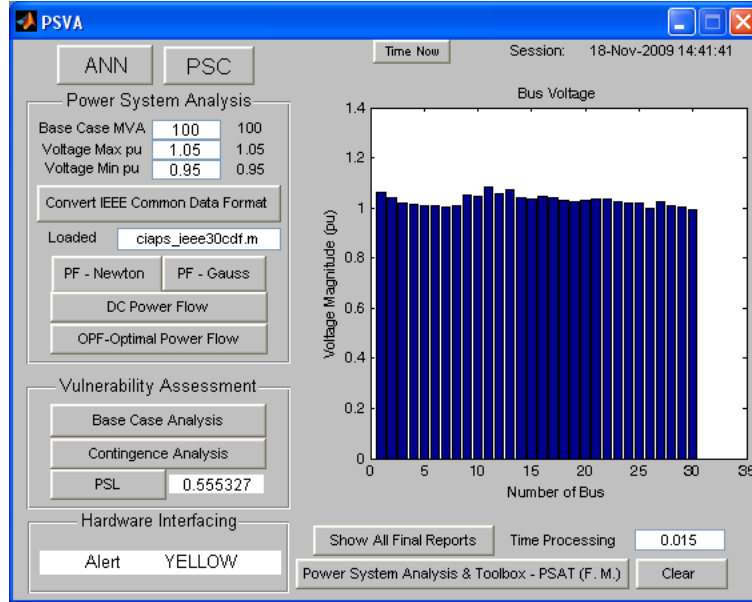 PSVA
ANN PSC
Time Now Session: 18-Nov-2009 14:41:41
Power System Analysis
Base Case MVA 100 100
Voltage Max pu 1.05 1.05
Voltage Min pu 0.95 0.95
Convert IEEE Common Data Format
Loaded ciaps_ieee30cdf.m
PF - Newton PF - Gauss
DC Power Flow
OPF-Optimal Power Flow
Vulnerability Assessment
Base Case Analysis
Contingence Analysis
PSL 0.555327
Hardware Interfacing
Alert YELLOW
Bus Voltage
Voltage Magnitude (pu)
1.4
1.2
1
0.8
0.6
0.4
0.2
0
0 5 10 15 20 25 30 35
Number of Bus
Show All Final Reports Time Processing 0.015
Power System Analysis & Toolbox - PSAT (F. M.) Clear